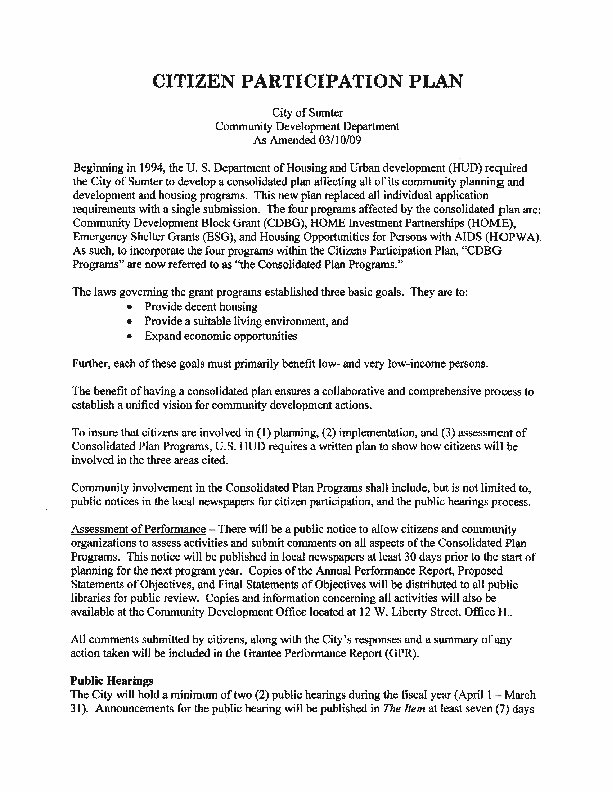 CITIZEN PARTICIPATION PLAN
City of Sumter
Community Development Department
As Amended 03/10/09
Beginning in 1994, the U. S. Department of Housing and Urban development (HUD) required
the City of Sumter to develop a consolidated plan affecting all of its community planning and
development and housing programs. This new plan replaced all individual application
requirements with a single submission. The four programs affected by the consolidated plan are:
Community Development Block Grant (CDBG), HOME Investment Partnerships (HOME),
Emergency Shelter Grants (ESG), and Housing Opportunities for Persons with AIDS (HOPWA).
As such, to incorporate the four programs within the Citizens Participation Plan, “CDBG
Programs” are now referred to as “the Consolidated Plan Programs.”
The laws governing the grant programs established three basic goals. They are to:
• Provide decent housing
• Provide a suitable living environment, and
• Expand economic opportunities
Further, each of these goals must primarily benefit low- and very low-income persons.
The benefit of having a consolidated plan ensures a collaborative and comprehensive process to
establish a unified vision for community development actions.
To insure that citizens are involved in (1) planning, (2) implementation, and (3) assessment of
Consolidated Plan Programs, U.S. HUD requires a written plan to show how citizens will be
involved in the three areas cited.
Community involvement in the Consolidated Plan Programs shall include, but is not limited to,
public notices in the local newspapers for citizen participation, and the public hearings process.
Assessment of Performance – There will be a public notice to allow citizens and community
organizations to assess activities and submit comments on all aspects of the Consolidated Plan
Programs. This notice will be published in local newspapers at least 30 days prior to the start of
planning for the next program year. Copies of the Annual Performance Report, Proposed
Statements of Objectives, and Final Statements of Objectives will be distributed to all public
libraries for public review. Copies and information concerning all activities will also be
available at the Community Development Office located at 12 W. Liberty Street, Office H..
All comments submitted by citizens, along with the City’s responses and a summary of any
action taken will be included in the Grantee Performance Report (GPR).
Public Hearings
The City will hold a minimum of two (2) public hearings during the fiscal year (April 1 – March
31). Announcements for the public hearing will be published in The Item at least seven (7) days